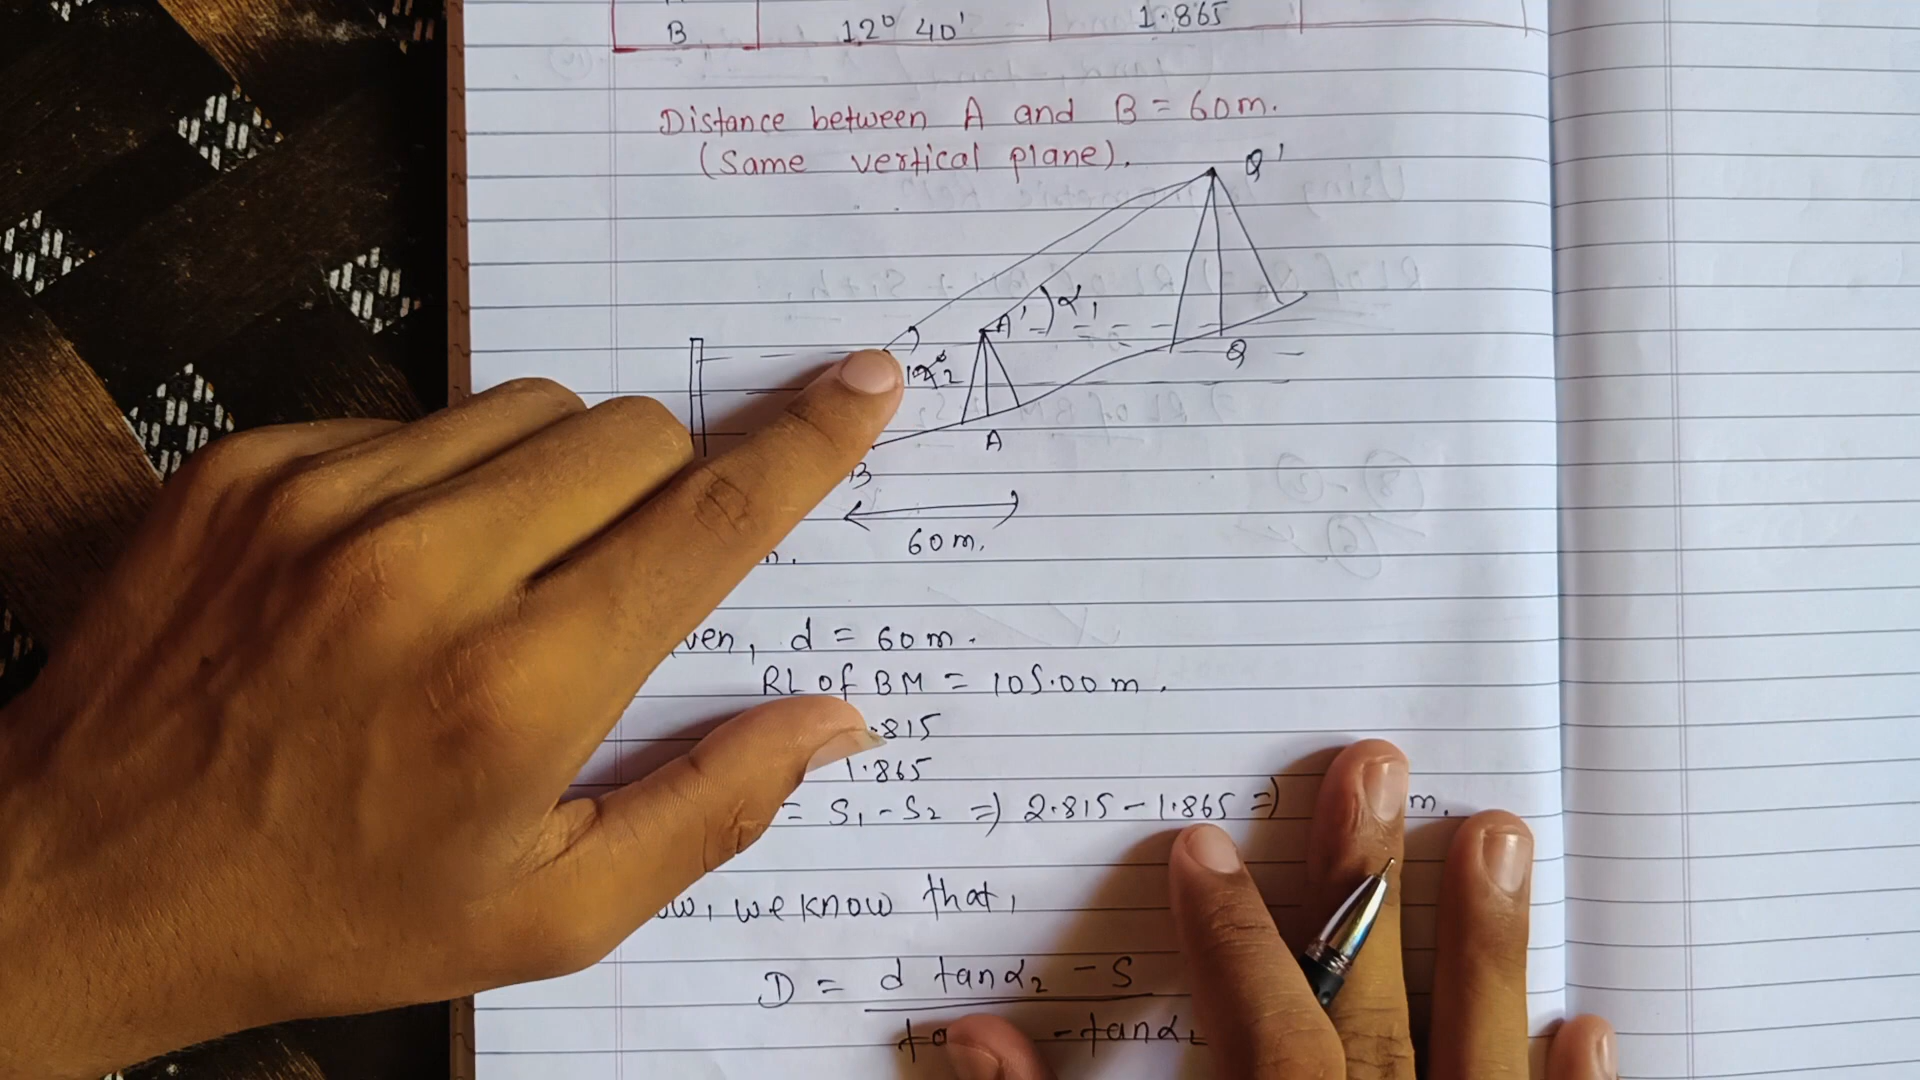 B 12° 40' 1.865
Distance between A and B = 60m.
(Same vertical plane).
Q'
A' α1
α2
Q
A
B
60m.
d = 60m.
RL of BM = 105.00m.
.815
1.865
= S1 - S2 => 2.815 - 1.865 => m.
we know that,
D = d tanα2 - S
- tanα2